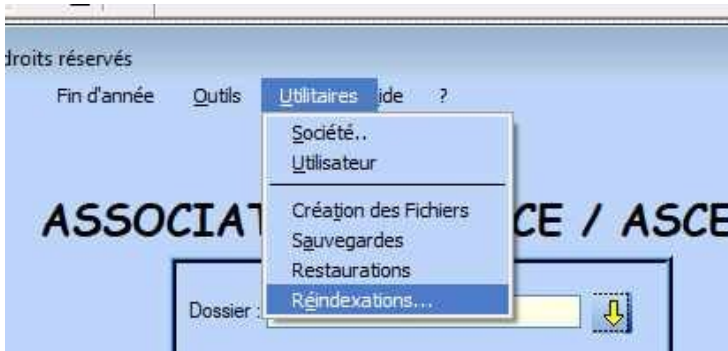 droits réservés
Fin d'année Outils Utilitaires ide ?
Société..
Utilisateur
Création des Fichiers
Sauvegardes
Restaurations
Réindexations...
ASSOCIAT CE / ASCE
Dossier :